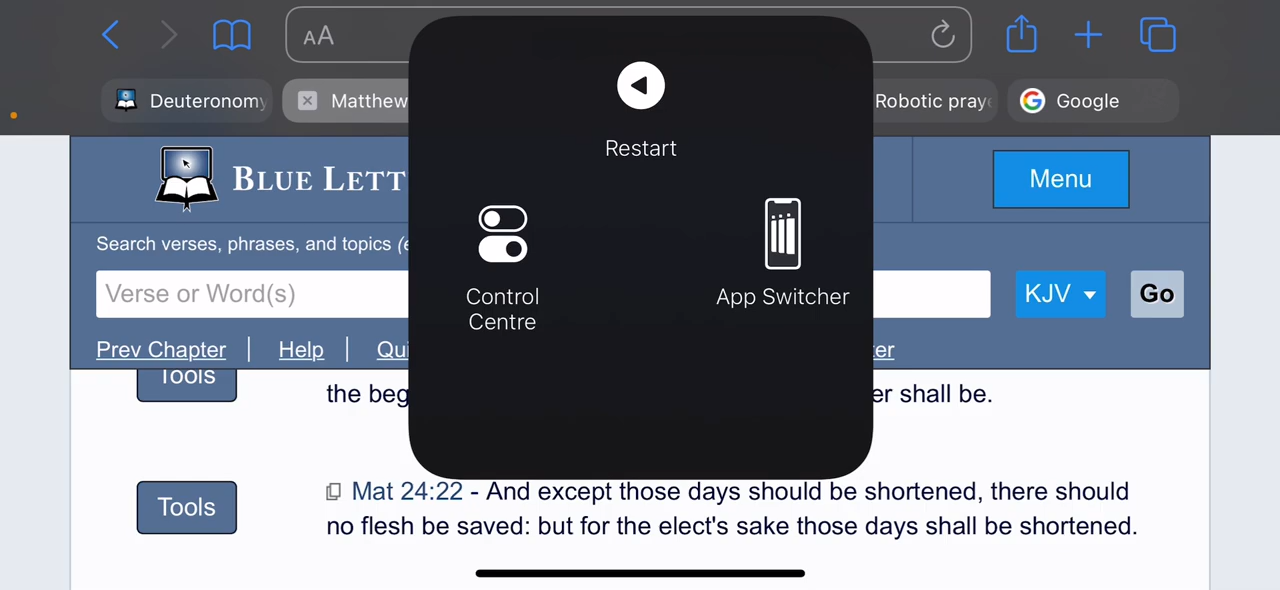 AA
Deuteronomy
Matthew
Robotic praye
Google
Restart
BLUE LETT
Menu
Search verses, phrases, and topics (e
Control
Centre
App Switcher
Verse or Word(s)
KJV
Go
Prev Chapter
Help
Qui
er
Tools
the beg
er shall be.
Tools
Mat 24:22 - And except those days should be shortened, there should
no flesh be saved: but for the elect's sake those days shall be shortened.